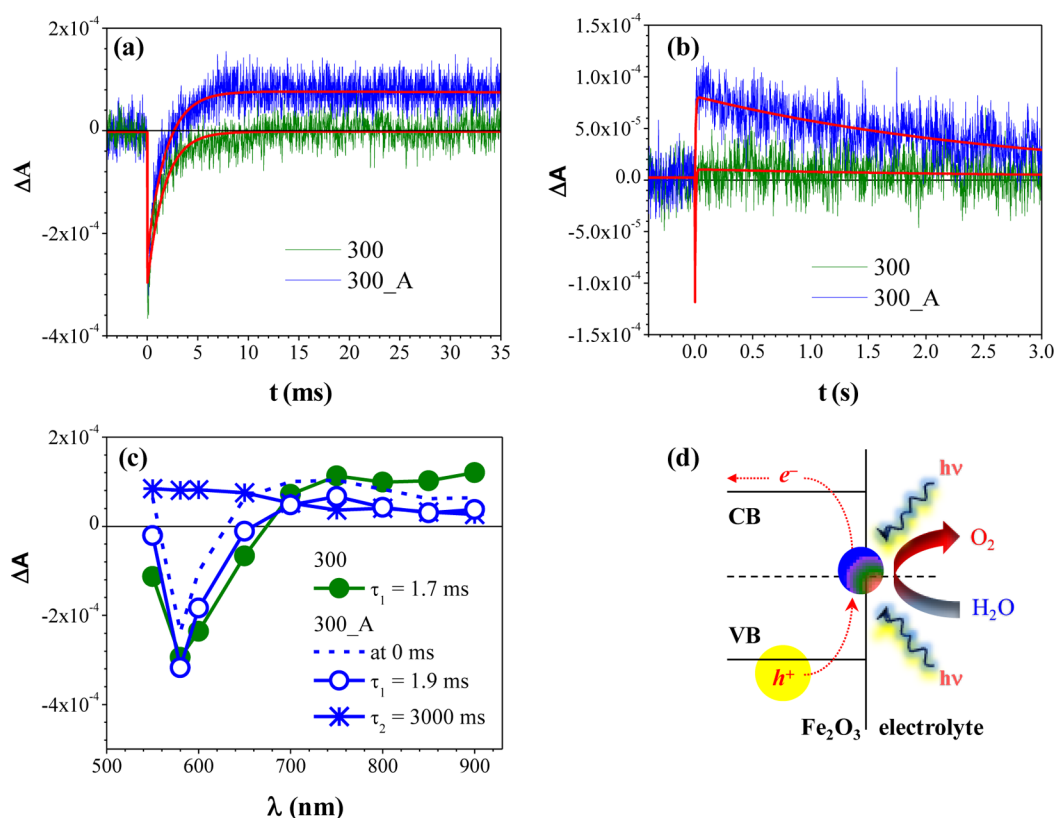 (a)
2x10⁻⁴
0
-2x10⁻⁴
-4x10⁻⁴
ΔA
300
300_A
0 5 10 15 20 25 30 35
t (ms)
(b)
1.0x10⁻⁴
5.0x10⁻⁵
0.0
-5.0x10⁻⁵
-1.0x10⁻⁴
-1.5x10⁻⁴
ΔA
300
300_A
0.0 0.5 1.0 1.5 2.0 2.5 3.0
t (s)
(c)
2x10⁻⁴
0
-2x10⁻⁴
-4x10⁻⁴
ΔA
300
τ₁ = 1.7 ms
300_A
at 0 ms
τ₁ = 1.9 ms
τ₂ = 3000 ms
500 600 700 800 900
λ (nm)
(d)
hν
e⁻
CB
O₂
H₂O
VB
h⁺
hν
Fe₂O₃ electrolyte